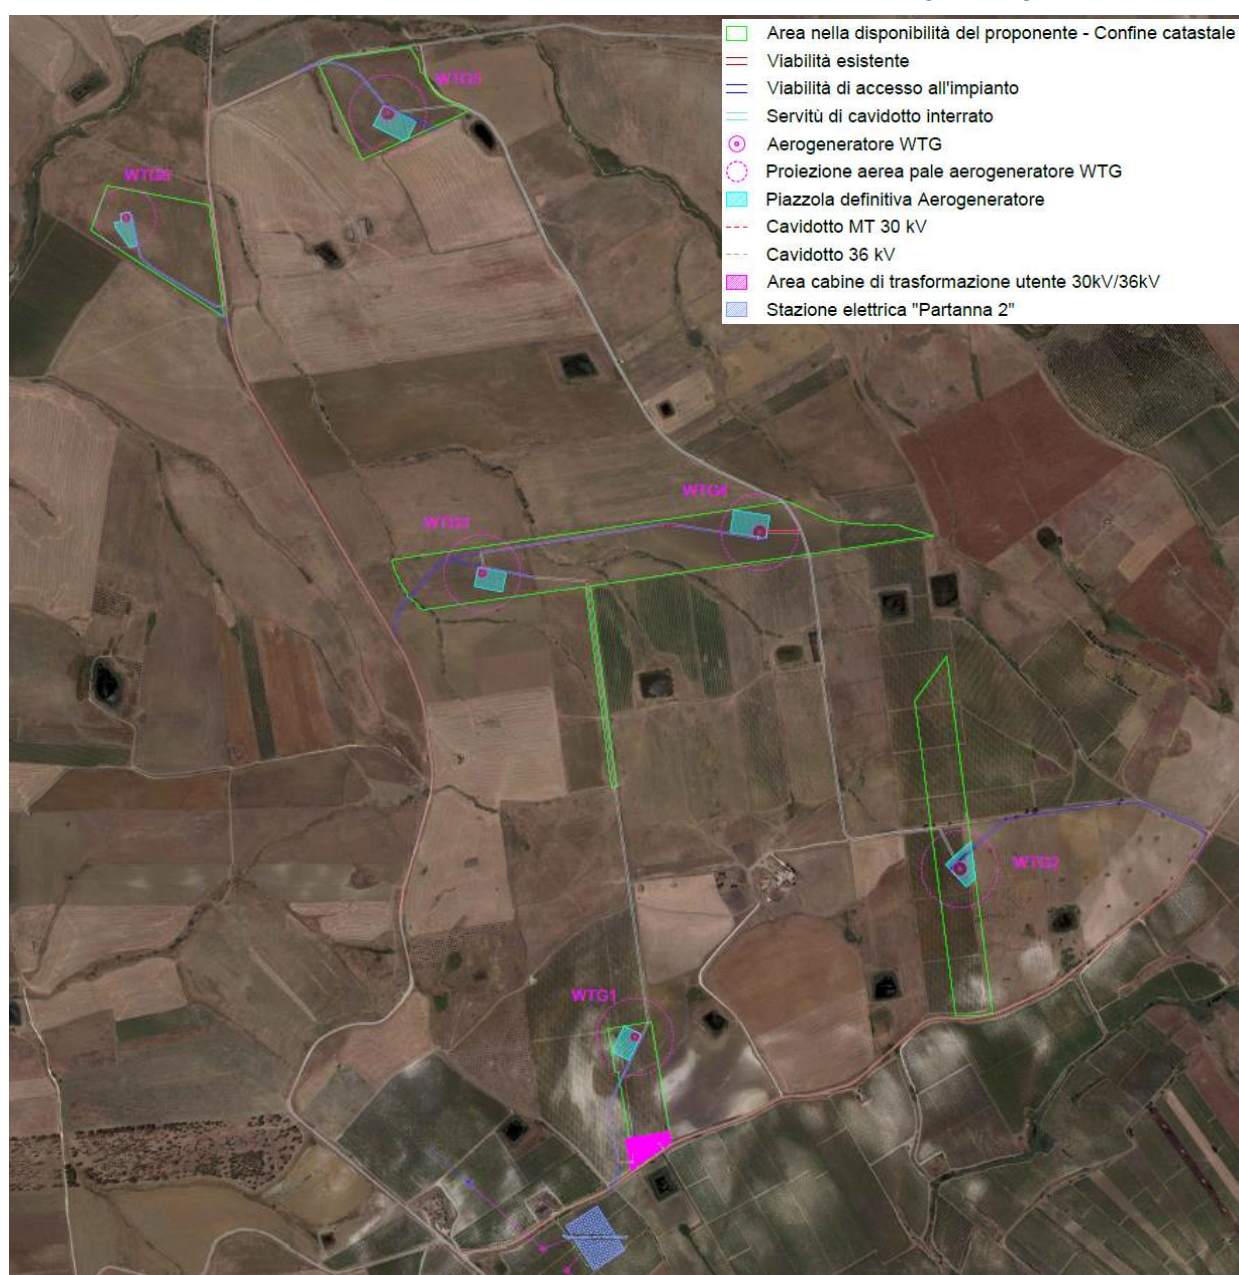 Area nella disponibilità del proponente - Confine catastale
Viabilità esistente
Viabilità di accesso all'impianto
Servitù di cavidotto interrato
Aerogeneratore WTG
Proiezione aerea pale aerogeneratore WTG
Piazzola definitiva Aerogeneratore
Cavidotto MT 30 kV
Cavidotto 36 kV
Area cabine di trasformazione utente 30kV/36kV
Stazione elettrica "Partanna 2"
WTG5
WTG6
WTG4
WTG3
WTG2
WTG1